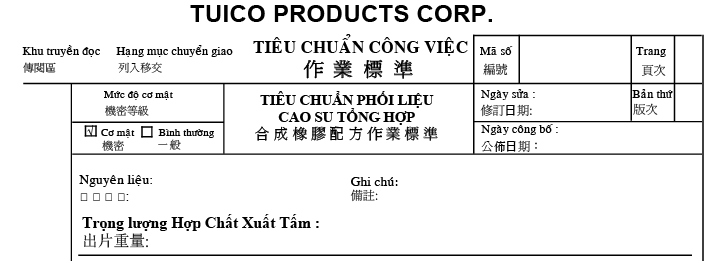 TUICO PRODUCTS CORP.
Khu truyền đọc
傳閱區
Hạng mục chuyển giao
列入移交
TIÊU CHUẨN CÔNG VIỆC
作業標準
Mã số
編號
Trang
頁次
Mức độ cơ mật
機密等級
☑ Cơ mật ☐ Bình thường
機密 一般
TIÊU CHUẨN PHỐI LIỆU
CAO SU TỔNG HỢP
合成橡膠配方作業標準
Ngày sửa :
修訂日期:
Bản thứ
版次
Ngày công bố :
公佈日期：
Nguyên liệu:
□ □ □ □:
Ghi chú:
備註:
Trọng lượng Hợp Chất Xuất Tấm :
出片重量: